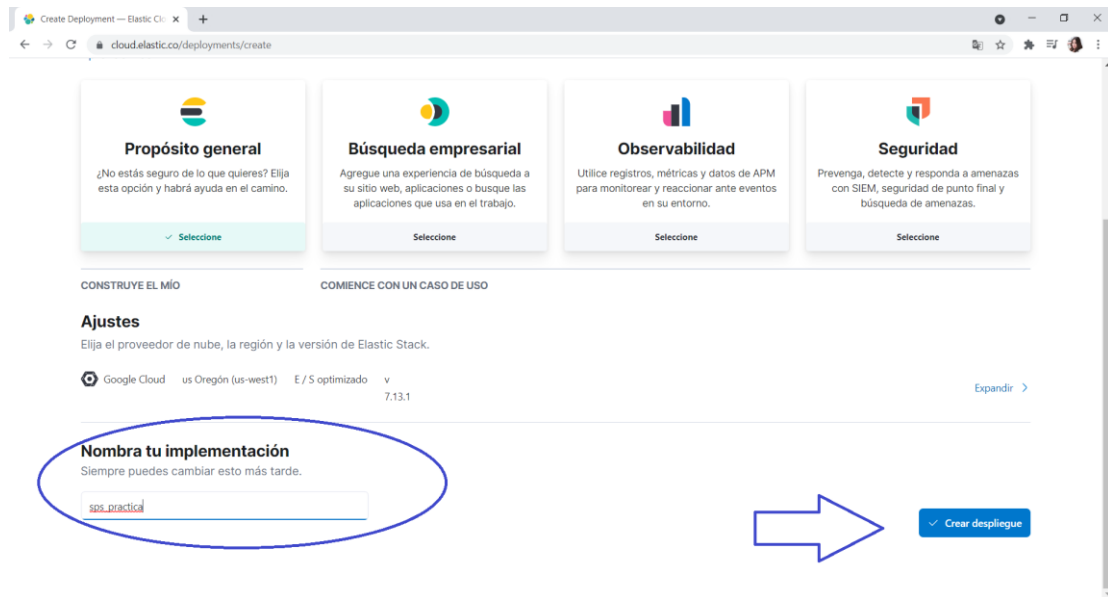 Create Deployment — Elastic Clo
cloud.elastic.co/deployments/create
Propósito general
¿No estás seguro de lo que quieres? Elija
esta opción y habrá ayuda en el camino.
Seleccione
Búsqueda empresarial
Agregue una experiencia de búsqueda a
su sitio web, aplicaciones o busque las
aplicaciones que usa en el trabajo.
Seleccione
Observabilidad
Utilice registros, métricas y datos de APM
para monitorear y reaccionar ante eventos
en su entorno.
Seleccione
Seguridad
Prevenga, detecte y responda a amenazas
con SIEM, seguridad de punto final y
búsqueda de amenazas.
Seleccione
CONSTRUYE EL MÍO
COMIENCE CON UN CASO DE USO
Ajustes
Elija el proveedor de nube, la región y la versión de Elastic Stack.
Google Cloud us Oregón (us-west1) E / S optimizado v
7.13.1
Expandir
Nombra tu implementación
Siempre puedes cambiar esto más tarde.
sps_practica
Crear despliegue